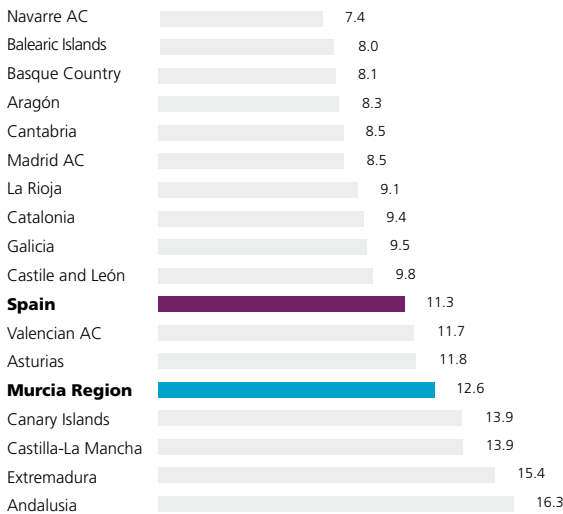 Navarre AC 7.4
Balearic Islands 8.0
Basque Country 8.1
Aragón 8.3
Cantabria 8.5
Madrid AC 8.5
La Rioja 9.1
Catalonia 9.4
Galicia 9.5
Castile and León 9.8
Spain 11.3
Valencian AC 11.7
Asturias 11.8
Murcia Region 12.6
Canary Islands 13.9
Castilla-La Mancha 13.9
Extremadura 15.4
Andalusia 16.3